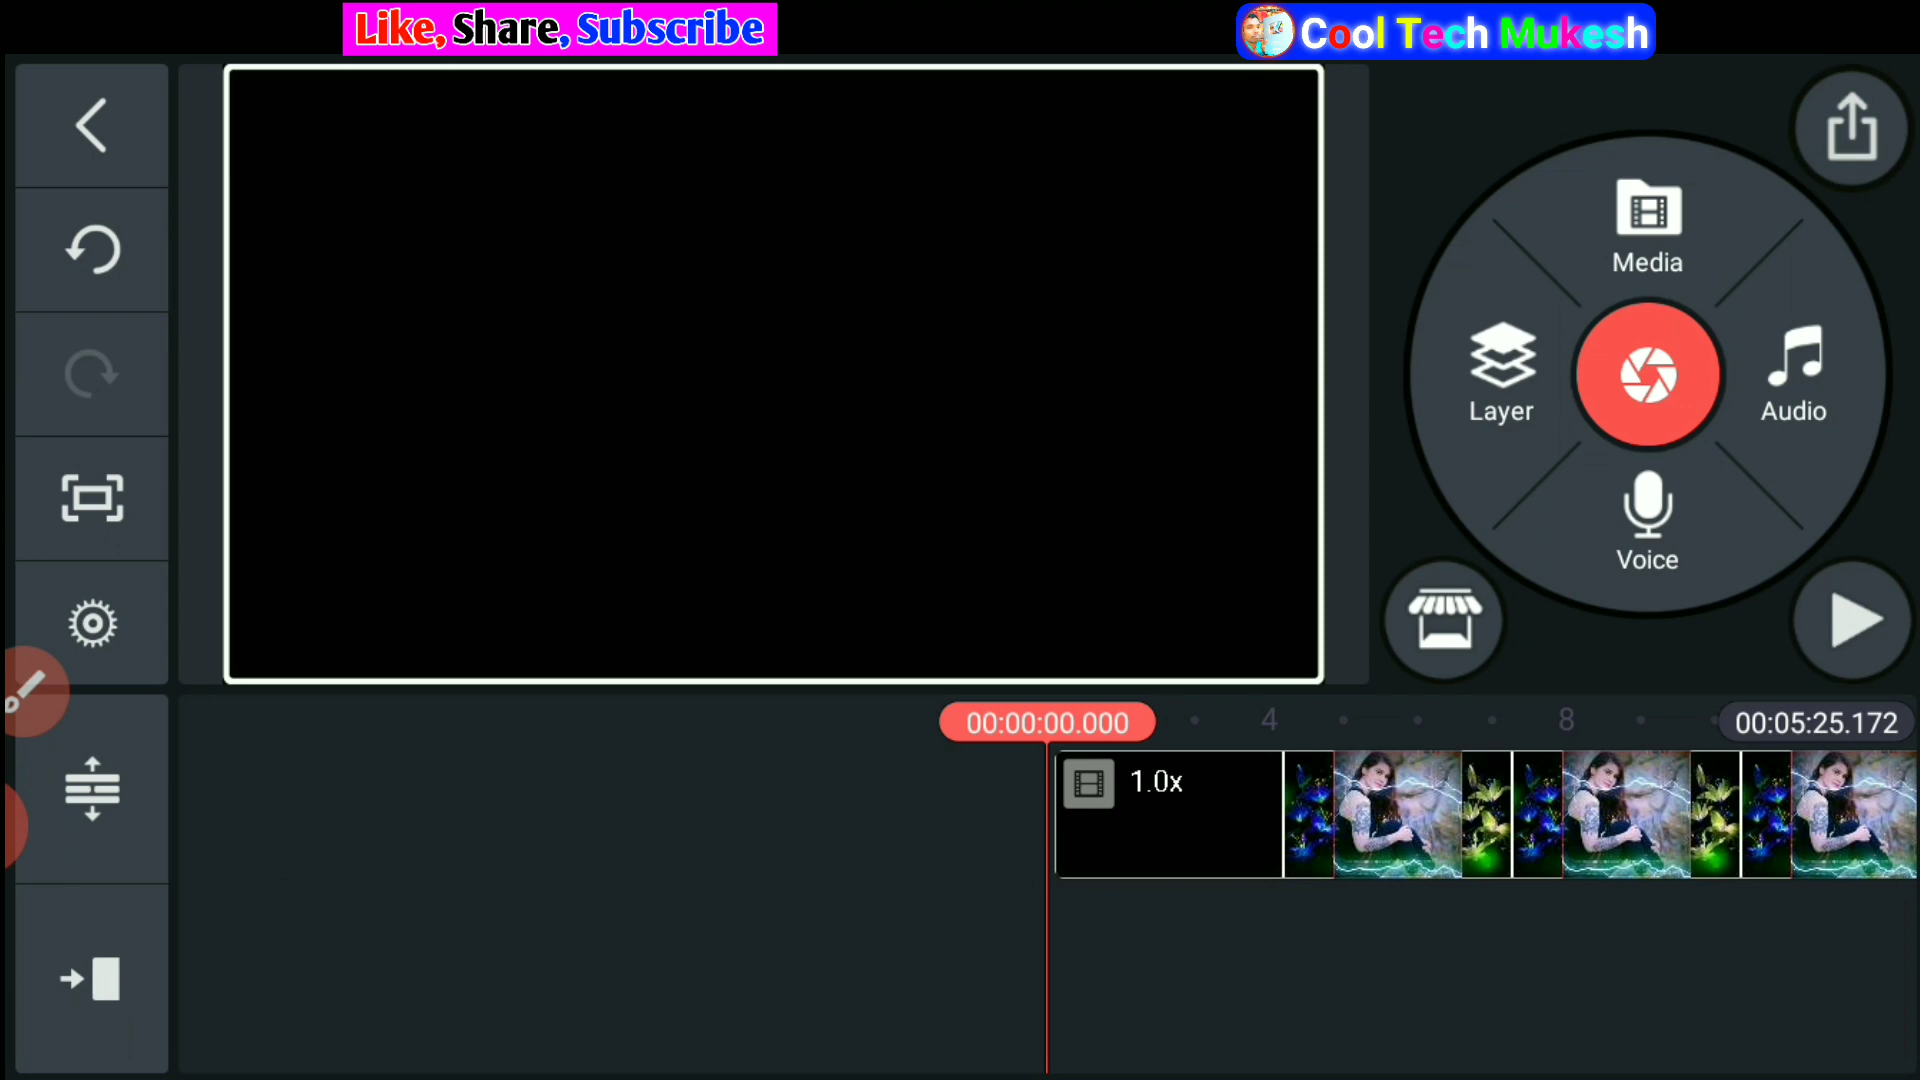 Like, Share, Subscribe
Cool Tech Mukesh
Media
Layer
Audio
Voice
00:00:00.000
4
8
00:05:25.172
1.0x